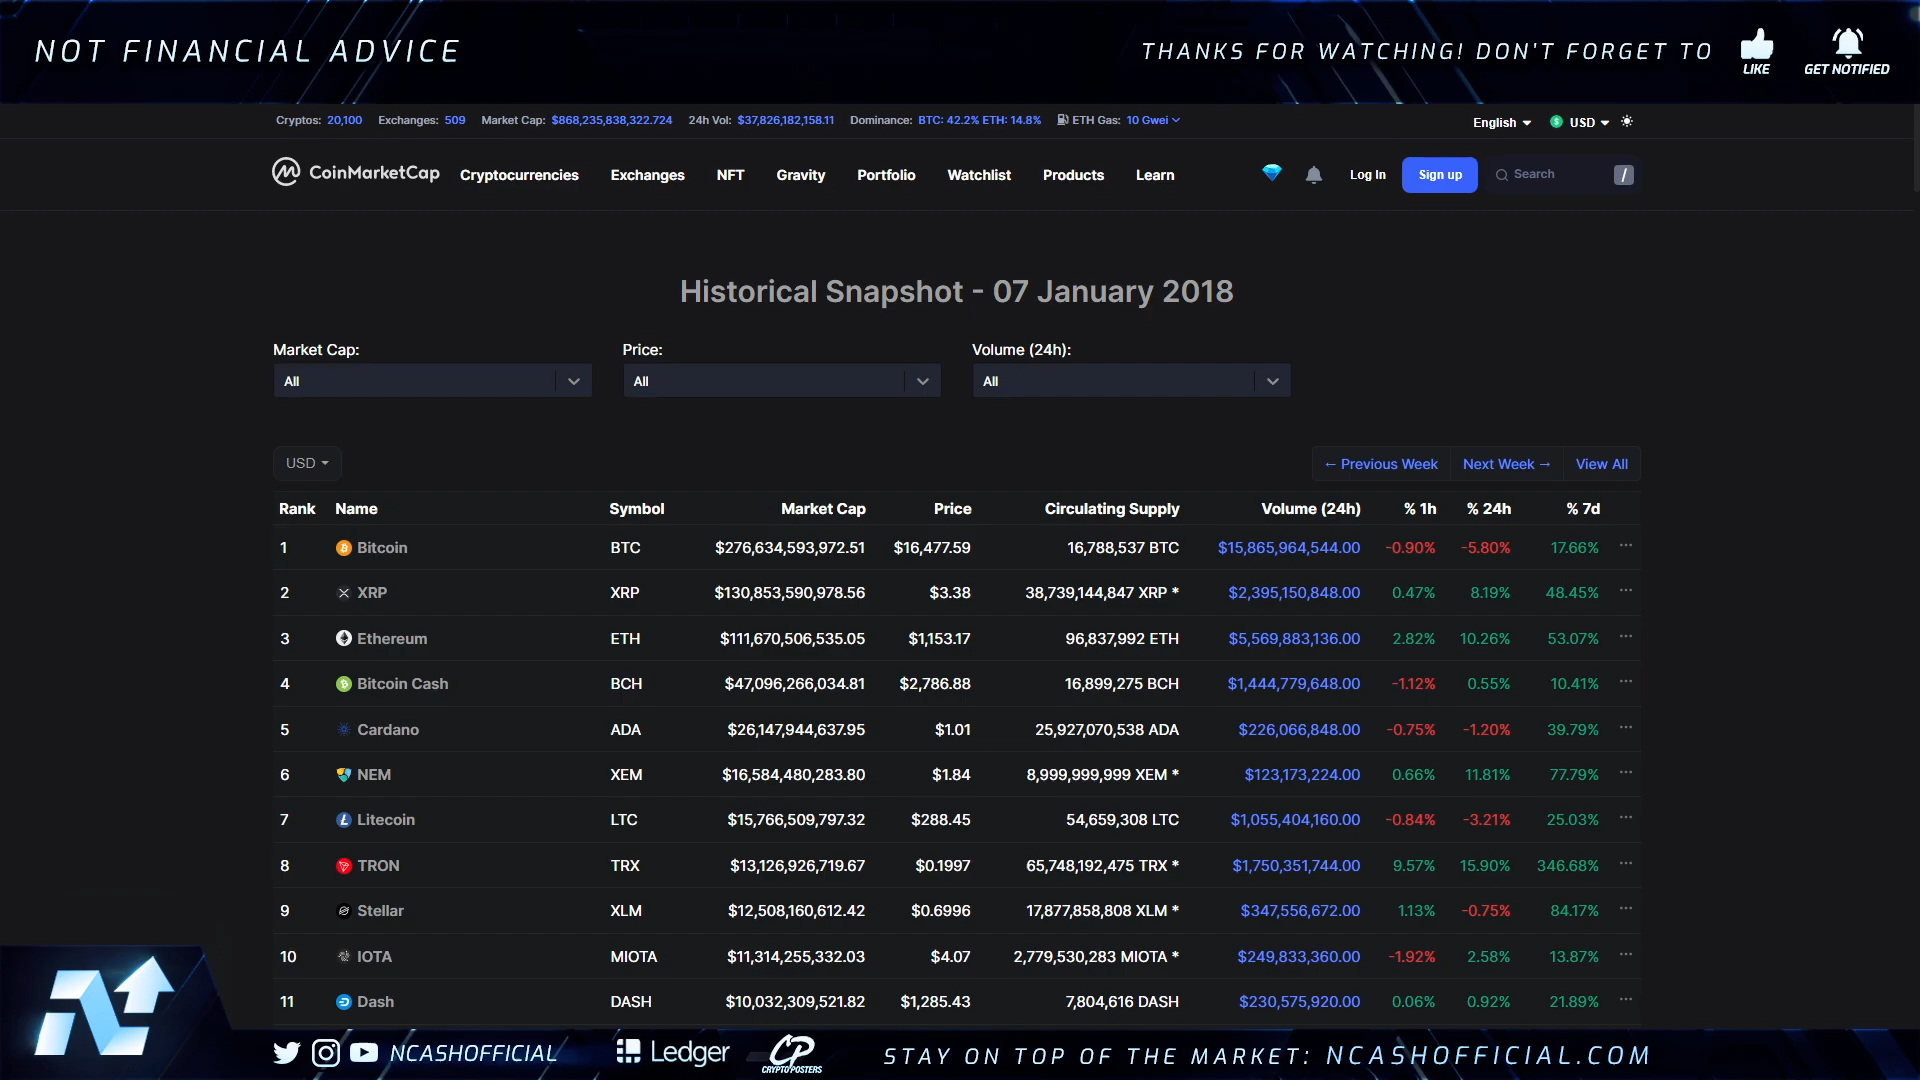 NOT FINANCIAL ADVICE
THANKS FOR WATCHING! DON'T FORGET TO
LIKE
GET NOTIFIED
Cryptos: 20,100 Exchanges: 509 Market Cap: $868,235,838,322.724 24h Vol: $37,826,182,158.11 Dominance: BTC: 42.2% ETH: 14.8% ETH Gas: 10 Gwei
English $ USD
CoinMarketCap Cryptocurrencies Exchanges NFT Gravity Portfolio Watchlist Products Learn Log In Sign up Search /
Historical Snapshot - 07 January 2018
Market Cap: Price: Volume (24h):
All All All
USD ← Previous Week Next Week → View All
Rank Name Symbol Market Cap Price Circulating Supply Volume (24h) % 1h % 24h % 7d
1 Bitcoin BTC $276,634,593,972.51 $16,477.59 16,788,537 BTC $15,865,964,544.00 -0.90% -5.80% 17.66% ...
2 XRP XRP $130,853,590,978.56 $3.38 38,739,144,847 XRP * $2,395,150,848.00 0.47% 8.19% 48.45% ...
3 Ethereum ETH $111,670,506,535.05 $1,153.17 96,837,992 ETH $5,569,883,136.00 2.82% 10.26% 53.07% ...
4 Bitcoin Cash BCH $47,096,266,034.81 $2,786.88 16,899,275 BCH $1,444,779,648.00 -1.12% 0.55% 10.41% ...
5 Cardano ADA $26,147,944,637.95 $1.01 25,927,070,538 ADA $226,066,848.00 -0.75% -1.20% 39.79% ...
6 NEM XEM $16,584,480,283.80 $1.84 8,999,999,999 XEM * $123,173,224.00 0.66% 11.81% 77.79% ...
7 Litecoin LTC $15,766,509,797.32 $288.45 54,659,308 LTC $1,055,404,160.00 -0.84% -3.21% 25.03% ...
8 TRON TRX $13,126,926,719.67 $0.1997 65,748,192,475 TRX * $1,750,351,744.00 9.57% 15.90% 346.68% ...
9 Stellar XLM $12,508,160,612.42 $0.6996 17,877,858,808 XLM * $347,556,672.00 1.13% -0.75% 84.17% ...
10 IOTA MIOTA $11,314,255,332.03 $4.07 2,779,530,283 MIOTA * $249,833,360.00 -1.92% 2.58% 13.87% ...
11 Dash DASH $10,032,309,521.82 $1,285.43 7,804,616 DASH $230,575,920.00 0.06% 0.92% 21.89% ...
NCASHOFFICIAL Ledger CP CRYPTOPOSTERS STAY ON TOP OF THE MARKET: NCASHOFFICIAL.COM